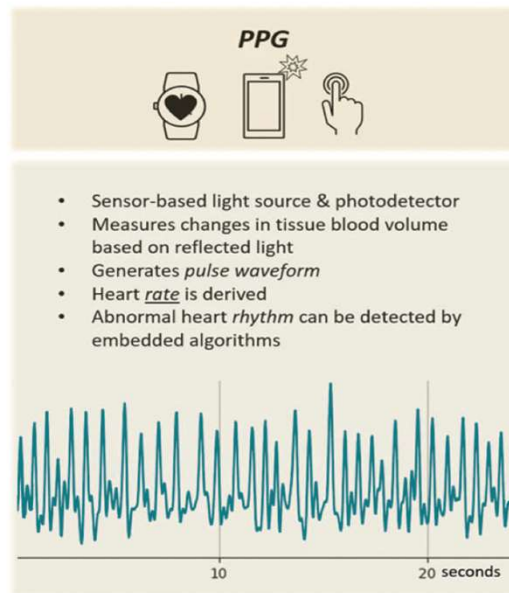 PPG
• Sensor-based light source & photodetector
• Measures changes in tissue blood volume
based on reflected light
• Generates pulse waveform
• Heart rate is derived
• Abnormal heart rhythm can be detected by
embedded algorithms
10
20 seconds